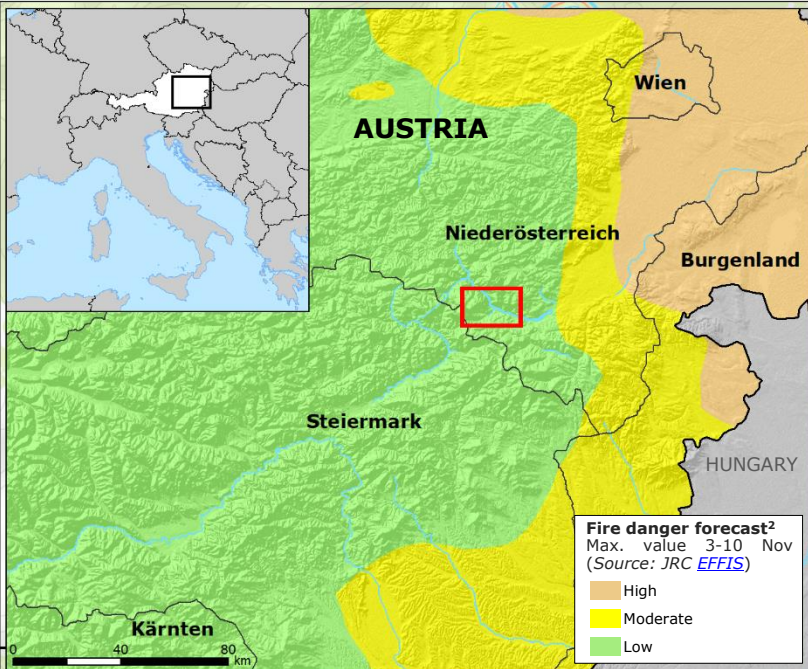 Wien
AUSTRIA
Niederösterreich
Burgenland
Steiermark
HUNGARY
Fire danger forecast²
Max. value 3-10 Nov
(Source: JRC EFFIS)
High
Moderate
Low
Kärnten
0 40 80
km